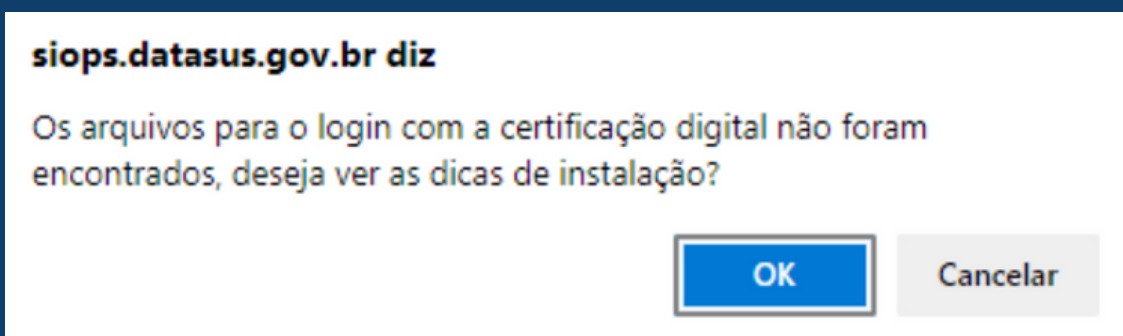 siops.datasus.gov.br diz
Os arquivos para o login com a certificação digital não foram
encontrados, deseja ver as dicas de instalação?
OK
Cancelar